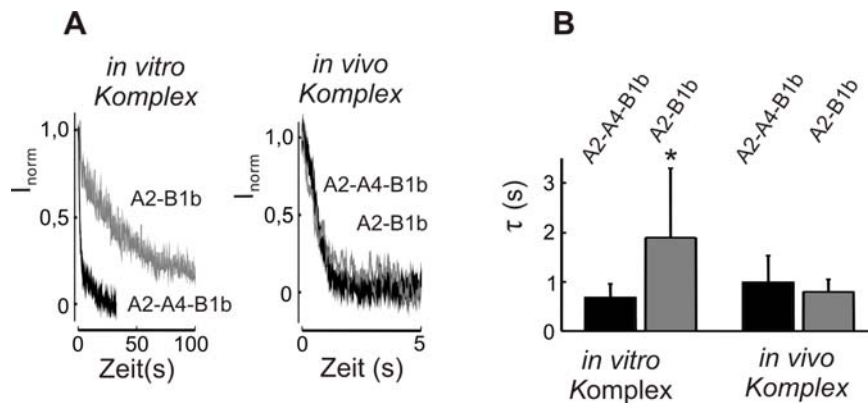 A
in vitro
Komplex
1,0
0,5
0
I norm
A2-B1b
A2-A4-B1b
0
100
Zeit(s)
in vivo
Komplex
1,0
0,5
0
I norm
A2-A4-B1b
A2-B1b
0
5
Zeit (s)
B
A2-A4-B1b
A2-B1b
A2-A4-B1b
A2-B1b
*
3
2
1
0
τ (s)
in vitro
Komplex
in vivo
Komplex